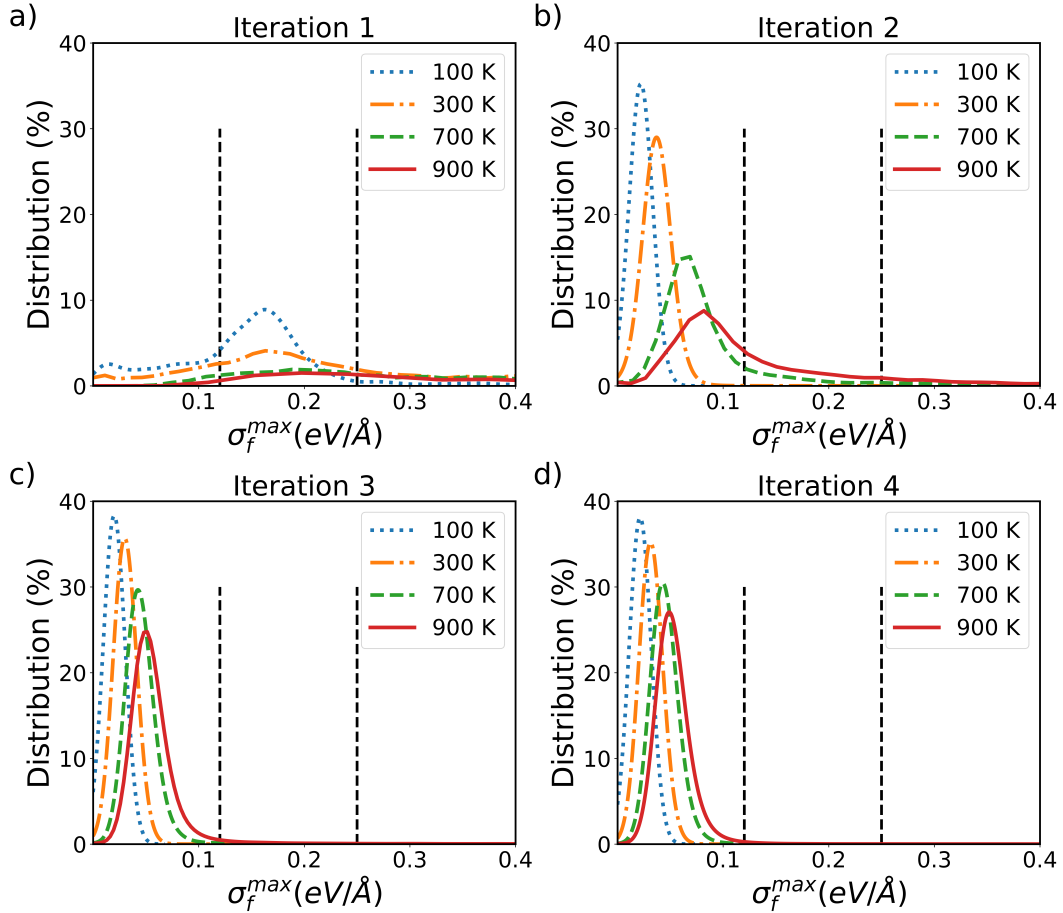 a)
Iteration 1
40
30
20
10
0
Distribution (%)
100 K
300 K
700 K
900 K
0.1
0.2
0.3
0.4
σ_f^{max}(eV/Å)
b)
Iteration 2
40
30
20
10
0
Distribution (%)
100 K
300 K
700 K
900 K
0.1
0.2
0.3
0.4
σ_f^{max}(eV/Å)
c)
Iteration 3
40
30
20
10
0
Distribution (%)
100 K
300 K
700 K
900 K
0.1
0.2
0.3
0.4
σ_f^{max}(eV/Å)
d)
Iteration 4
40
30
20
10
0
Distribution (%)
100 K
300 K
700 K
900 K
0.1
0.2
0.3
0.4
σ_f^{max}(eV/Å)